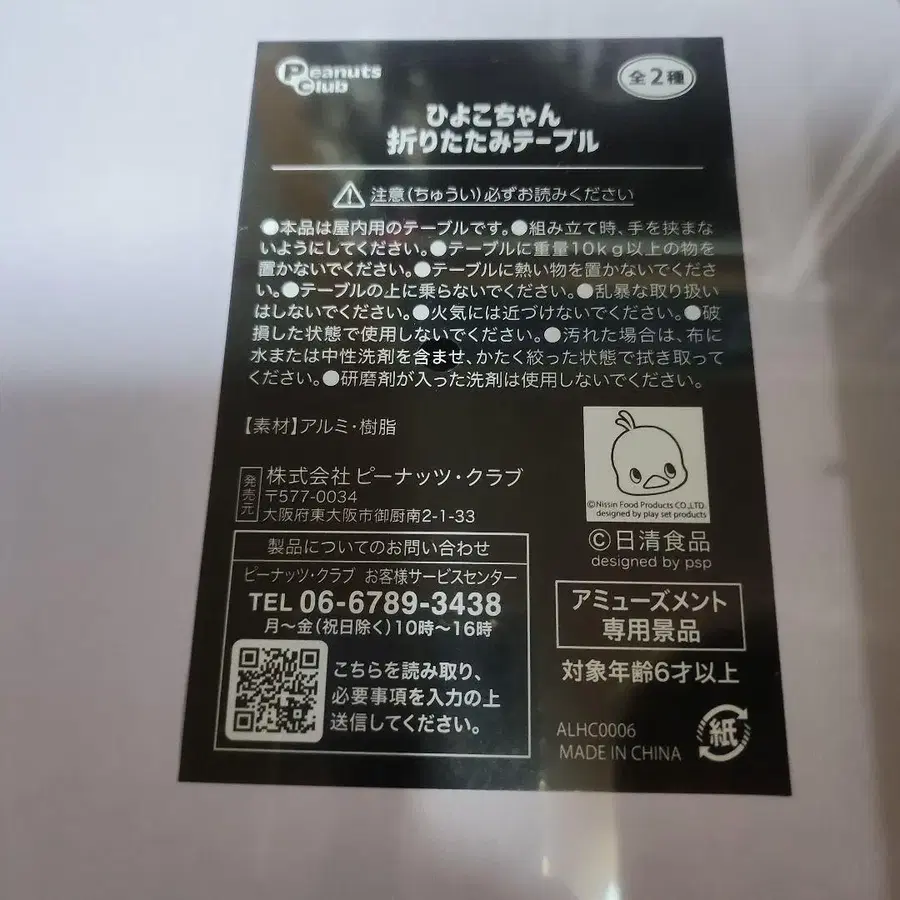 Peanuts
Club
全2種
ひよこちゃん
折りたたみテーブル
注意(ちゅうい)必ずお読みください
●本品は屋内用のテーブルです。●組み立て時、手を挟まな
いようにしてください。●テーブルに重量10kg以上の物を
置かないでください。●テーブルに熱い物を置かないでくださ
い。●テーブルの上に乗らないでください。●乱暴な取り扱い
はしないでください。●火気には近づけないでください。●破
損した状態で使用しないでください。●汚れた場合は、布に
水または中性洗剤を含ませ、かたく絞った状態で拭き取って
ください。●研磨剤が入った洗剤は使用しないでください。
【素材】アルミ・樹脂
発売元
株式会社 ピーナッツ・クラブ
〒577-0034
大阪府東大阪市御厨南2-1-33
製品についてのお問い合わせ
ピーナッツ・クラブ お客様サービスセンター
TEL 06-6789-3438
月～金(祝日除く)10時～16時
こちらを読み取り、
必要事項を入力の上
送信してください。
©Nissin Food Products CO.,LTD.
designed by play set products
©日清食品
designed by psp
アミューズメント
専用景品
対象年齢6才以上
ALHC0006
MADE IN CHINA
紙